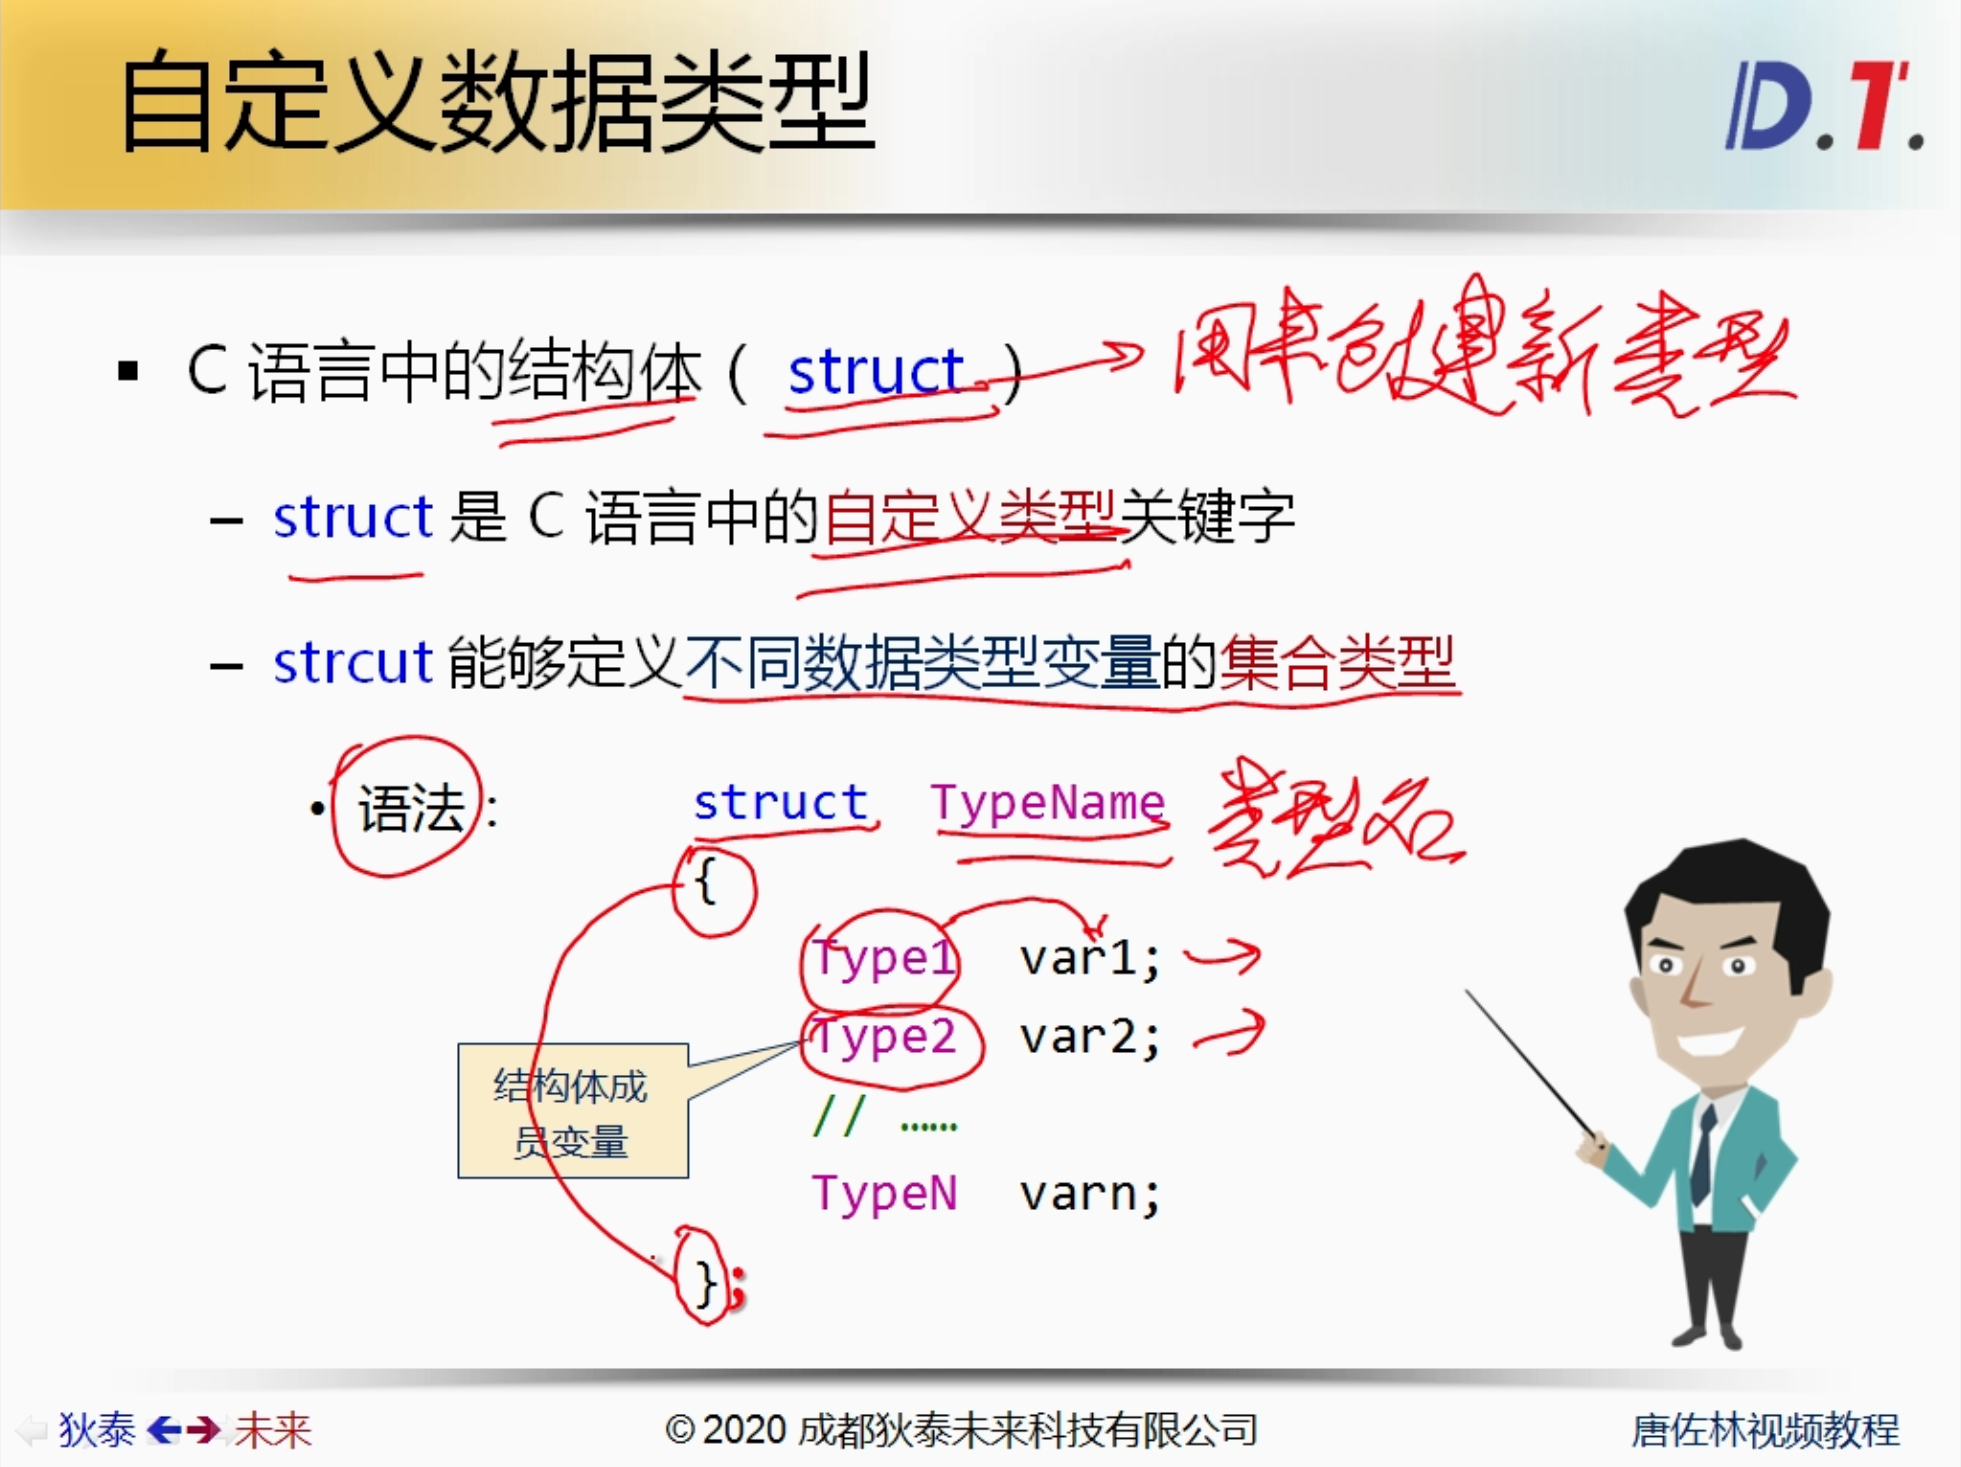 自定义数据类型
D.T.
▪ C 语言中的结构体（ struct ） 用来创建新类型
– struct 是 C 语言中的自定义类型关键字
– strcut 能够定义不同数据类型变量的集合类型
• 语法： struct TypeName 类型名
{
Type1 var1;
Type2 var2;
结构体成
员变量
// ……
TypeN varn;
};
狄泰 未来
© 2020 成都狄泰未来科技有限公司
唐佐林视频教程